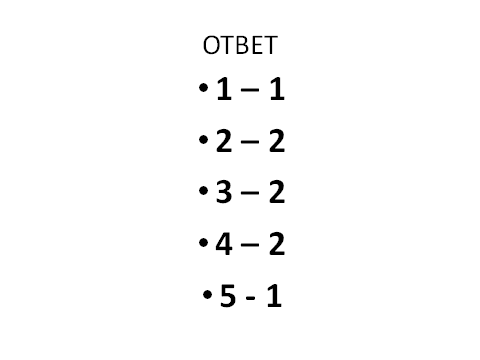 ОТВЕТ
• 1 – 1
• 2 – 2
• 3 – 2
• 4 – 2
• 5 - 1